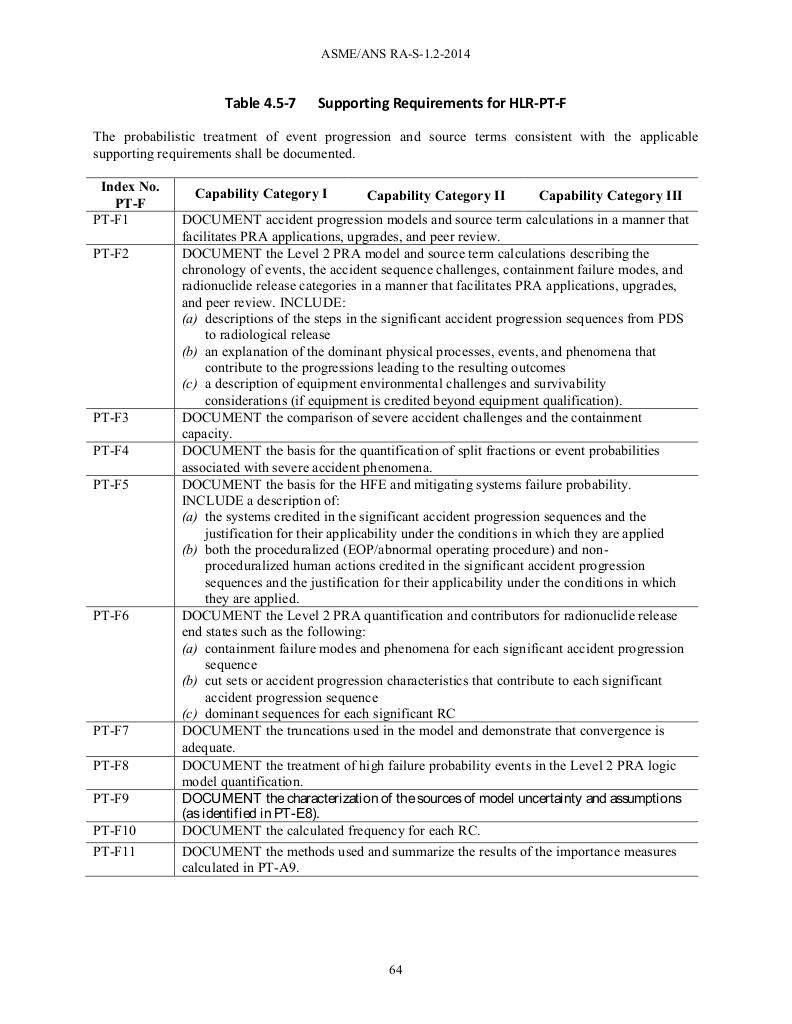 ASME/ANS RA-S-1.2-2014
Table 4.5-7 Supporting Requirements for HLR-PT-F
The probabilistic treatment of event progression and source terms consistent with the applicable
supporting requirements shall be documented.
Index No.
PT-F
Capability Category I Capability Category II Capability Category III
PT-F1 DOCUMENT accident progression models and source term calculations in a manner that
facilitates PRA applications, upgrades, and peer review.
PT-F2 DOCUMENT the Level 2 PRA model and source term calculations describing the
chronology of events, the accident sequence challenges, containment failure modes, and
radionuclide release categories in a manner that facilitates PRA applications, upgrades,
and peer review. INCLUDE:
(a) descriptions of the steps in the significant accident progression sequences from PDS
to radiological release
(b) an explanation of the dominant physical processes, events, and phenomena that
contribute to the progressions leading to the resulting outcomes
(c) a description of equipment environmental challenges and survivability
considerations (if equipment is credited beyond equipment qualification).
PT-F3 DOCUMENT the comparison of severe accident challenges and the containment
capacity.
PT-F4 DOCUMENT the basis for the quantification of split fractions or event probabilities
associated with severe accident phenomena.
PT-F5 DOCUMENT the basis for the HFE and mitigating systems failure probability.
INCLUDE a description of:
(a) the systems credited in the significant accident progression sequences and the
justification for their applicability under the conditions in which they are applied
(b) both the proceduralized (EOP/abnormal operating procedure) and non-
proceduralized human actions credited in the significant accident progression
sequences and the justification for their applicability under the conditions in which
they are applied.
PT-F6 DOCUMENT the Level 2 PRA quantification and contributors for radionuclide release
end states such as the following:
(a) containment failure modes and phenomena for each significant accident progression
sequence
(b) cut sets or accident progression characteristics that contribute to each significant
accident progression sequence
(c) dominant sequences for each significant RC
PT-F7 DOCUMENT the truncations used in the model and demonstrate that convergence is
adequate.
PT-F8 DOCUMENT the treatment of high failure probability events in the Level 2 PRA logic
model quantification.
PT-F9 DOCUMENT the characterization of the sources of model uncertainty and assumptions
(as identified in PT-E8).
PT-F10 DOCUMENT the calculated frequency for each RC.
PT-F11 DOCUMENT the methods used and summarize the results of the importance measures
calculated in PT-A9.
64